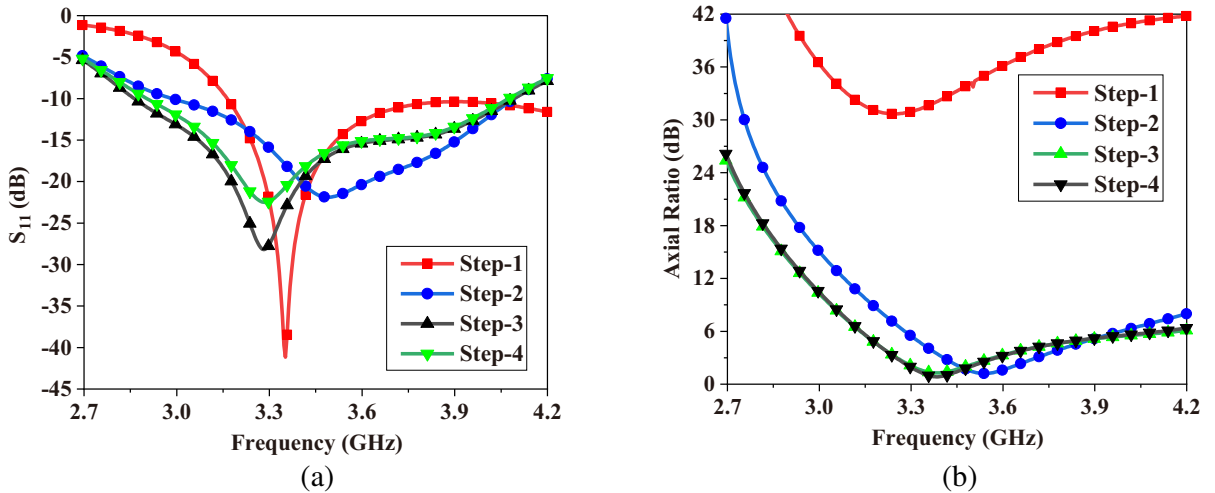 0
-5
-10
-15
-20
-25
-30
-35
-40
-45
S11 (dB)
Step-1
Step-2
Step-3
Step-4
2.7 3.0 3.3 3.6 3.9 4.2
Frequency (GHz)
(a)
42
36
30
24
18
12
6
0
Axial Ratio (dB)
Step-1
Step-2
Step-3
Step-4
2.7 3.0 3.3 3.6 3.9 4.2
Frequency (GHz)
(b)